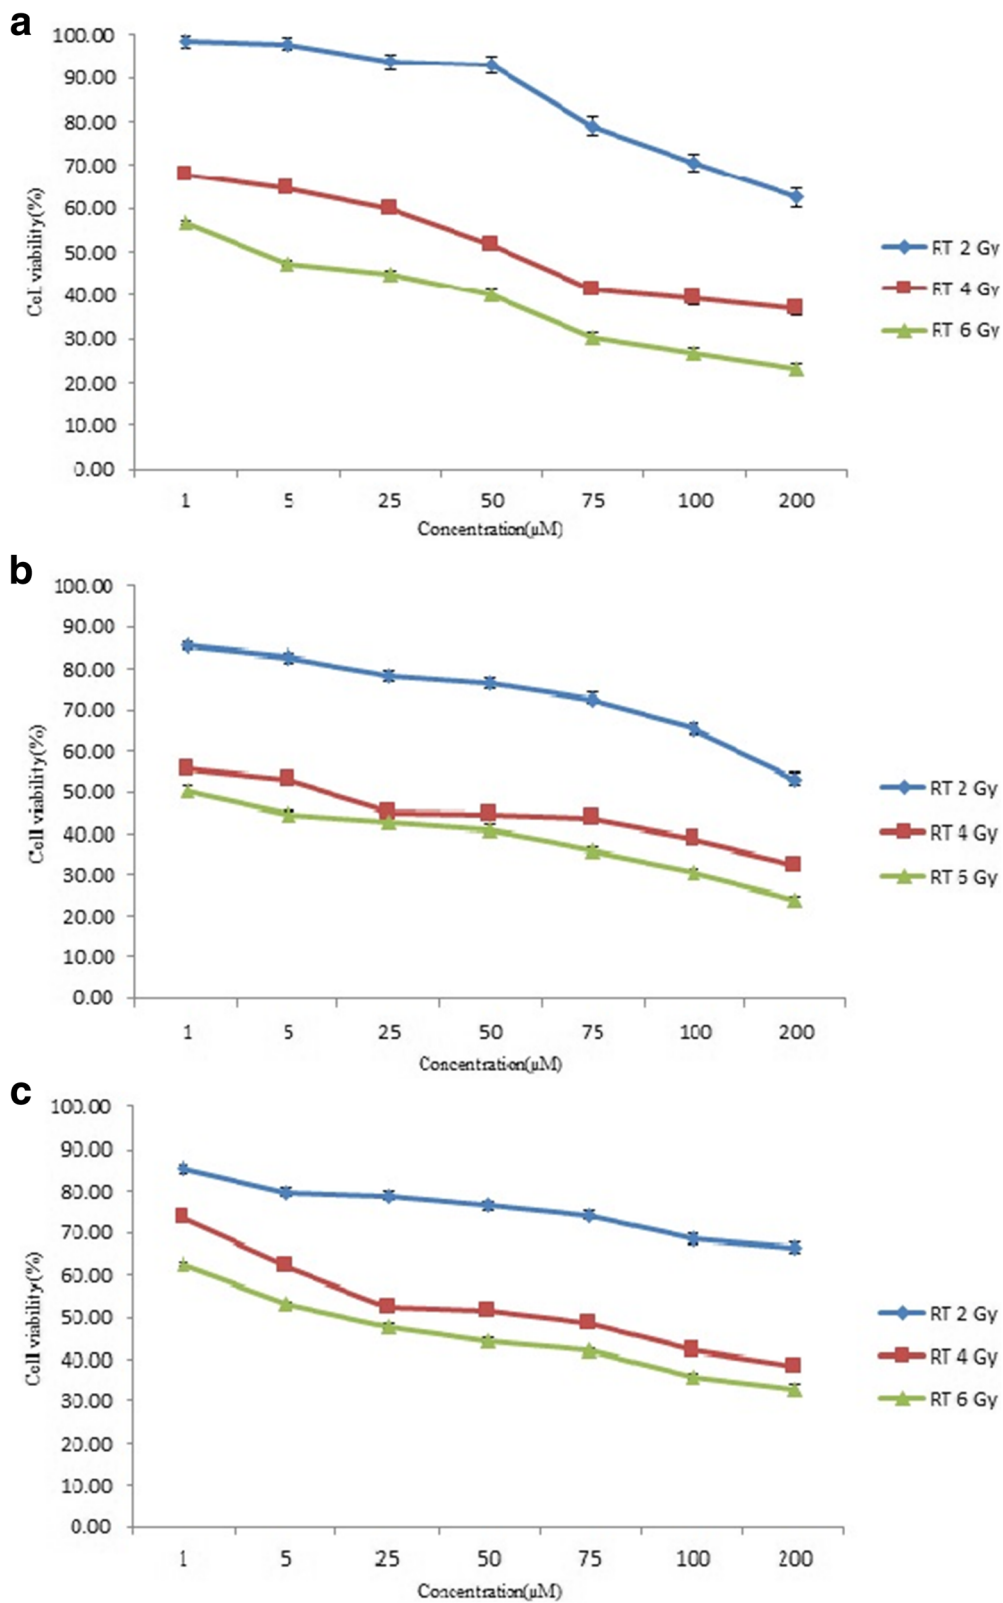 a
100.00
90.00
80.00
70.00
60.00
50.00
40.00
30.00
20.00
10.00
0.00
Cell viability(%)
1 5 25 50 75 100 200
Concentration(μM)
RT 2 Gy
RT 4 Gy
RT 6 Gy
b
100.00
90.00
80.00
70.00
60.00
50.00
40.00
30.00
20.00
10.00
0.00
Cell viability(%)
1 5 25 50 75 100 200
Concentration(μM)
RT 2 Gy
RT 4 Gy
RT 5 Gy
c
100.00
90.00
80.00
70.00
60.00
50.00
40.00
30.00
20.00
10.00
0.00
Cell viability(%)
1 5 25 50 75 100 200
Concentration(μM)
RT 2 Gy
RT 4 Gy
RT 6 Gy